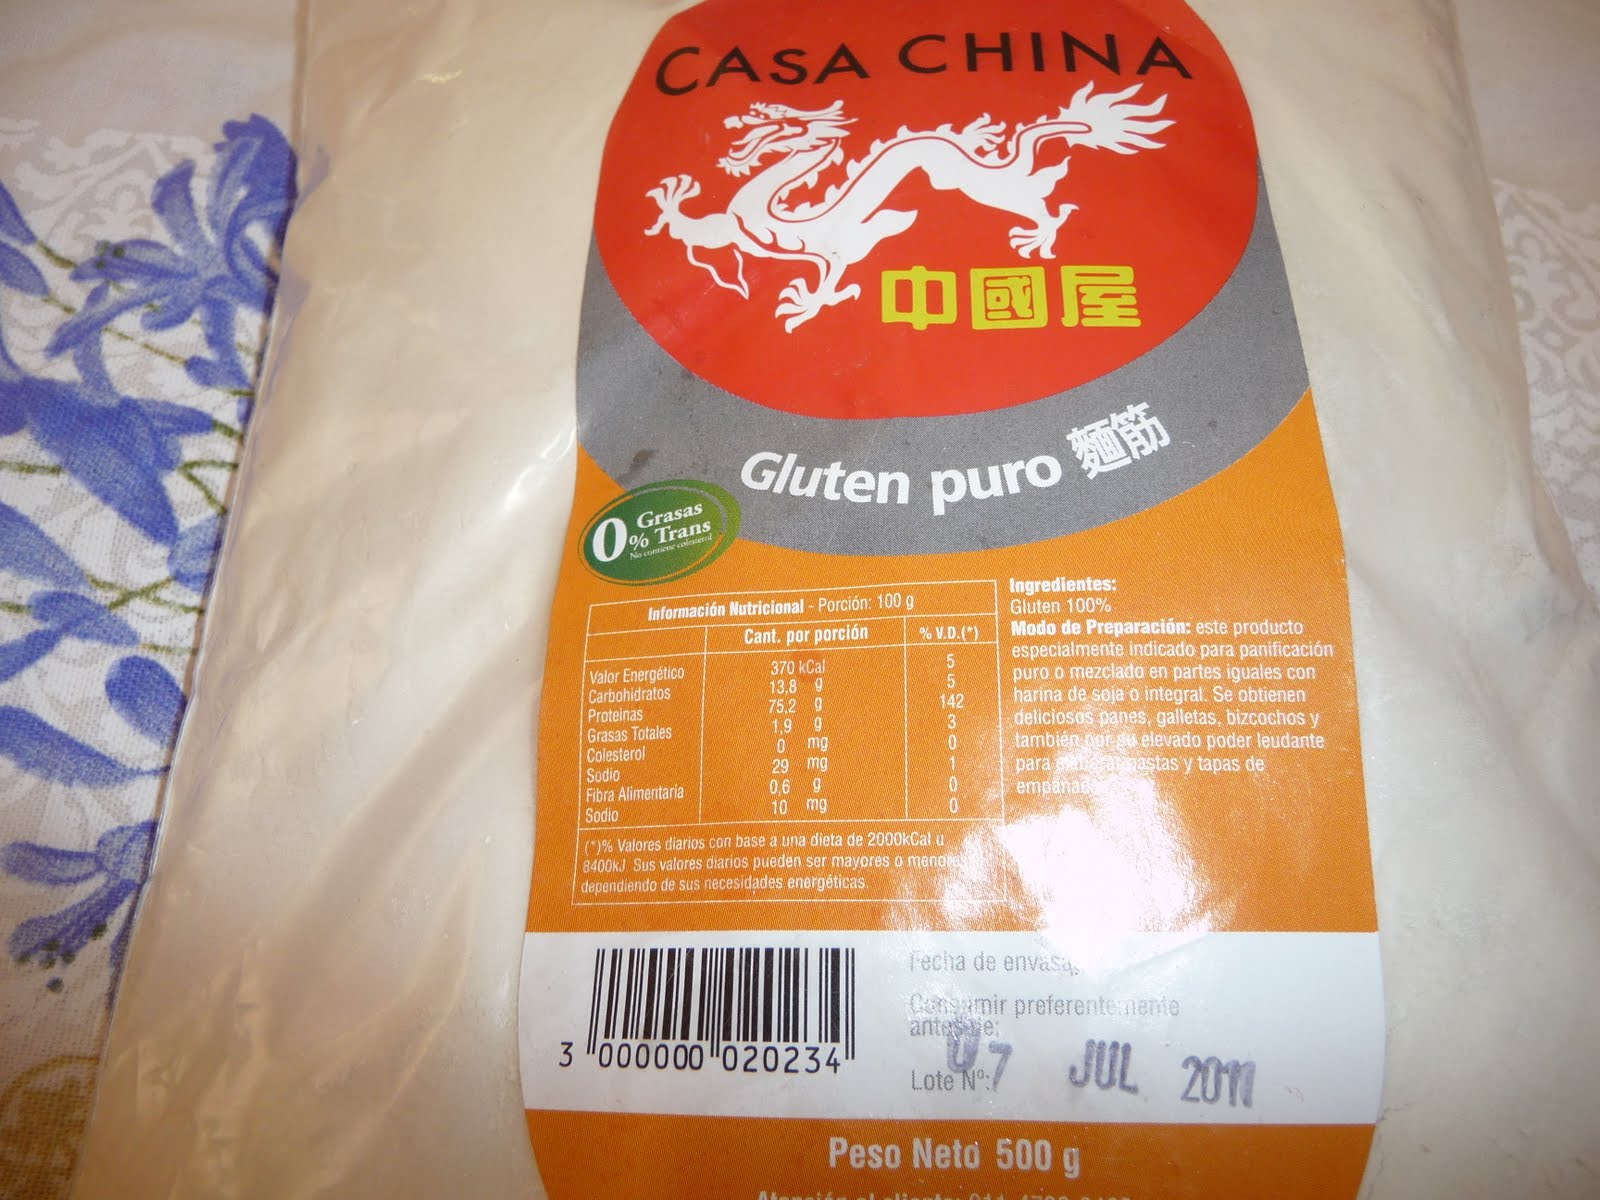 CASA CHINA
中國屋
Gluten puro 麵筋
0% Grasas Trans
No contiene colesterol
Información Nutricional - Porción: 100 g
Cant. por porción % V.D.(*)
Valor Energético 370 kCal 5
Carbohidratos 13,8 g 5
Proteinas 75,2 g 142
Grasas Totales 1,9 g 3
Colesterol 0 mg 0
Sodio 29 mg 1
Fibra Alimentaria 0,6 g 0
Sodio 10 mg 0
(*)% Valores diarios con base a una dieta de 2000kCal u
8400kJ. Sus valores diarios pueden ser mayores o menores
dependiendo de sus necesidades energéticas.
Ingredientes:
Gluten 100%
Modo de Preparación: este producto
especialmente indicado para panificación
puro o mezclado en partes iguales con
harina de soja o integral. Se obtienen
deliciosos panes, galletas, bizcochos y
también por su elevado poder leudante
para elaborar pastas y tapas de
3 000000 020234
Fecha de
Consumir preferentemente
antes de:
07 JUL 2011
Lote Nº:
Peso Neto 500 g